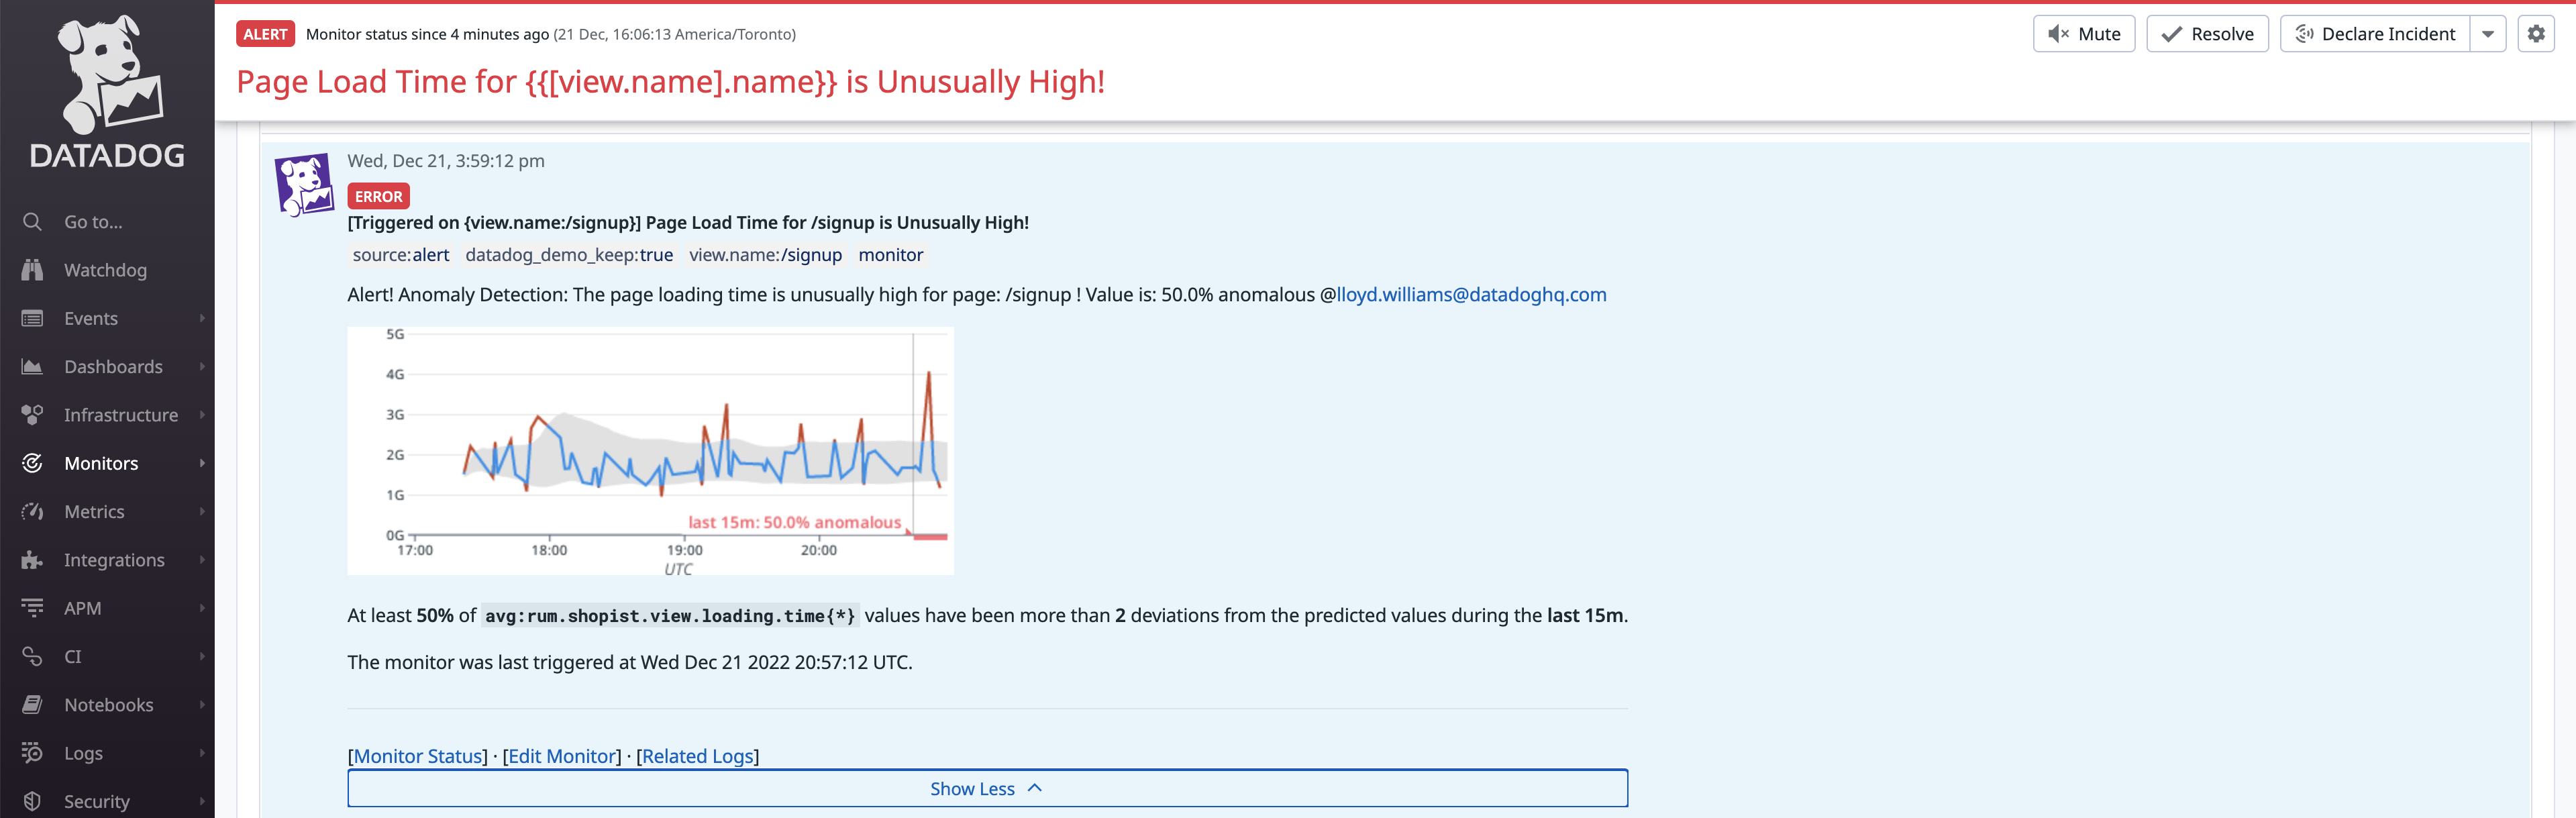 DATADOG
Go to...
Watchdog
Events
Dashboards
Infrastructure
Monitors
Metrics
Integrations
APM
CI
Notebooks
Logs
Security
ALERT Monitor status since 4 minutes ago (21 Dec, 16:06:13 America/Toronto)
Mute
Resolve
Declare Incident
Page Load Time for {{[view.name].name}} is Unusually High!
Wed, Dec 21, 3:59:12 pm
ERROR
[Triggered on {view.name:/signup}] Page Load Time for /signup is Unusually High!
source:alert datadog_demo_keep:true view.name:/signup monitor
Alert! Anomaly Detection: The page loading time is unusually high for page: /signup ! Value is: 50.0% anomalous @lloyd.williams@datadoghq.com
5G
4G
3G
2G
1G
last 15m: 50.0% anomalous
0G
17:00 18:00 19:00 20:00
UTC
At least 50% of avg:rum.shopist.view.loading.time{*} values have been more than 2 deviations from the predicted values during the last 15m.
The monitor was last triggered at Wed Dec 21 2022 20:57:12 UTC.
[Monitor Status] · [Edit Monitor] · [Related Logs]
Show Less